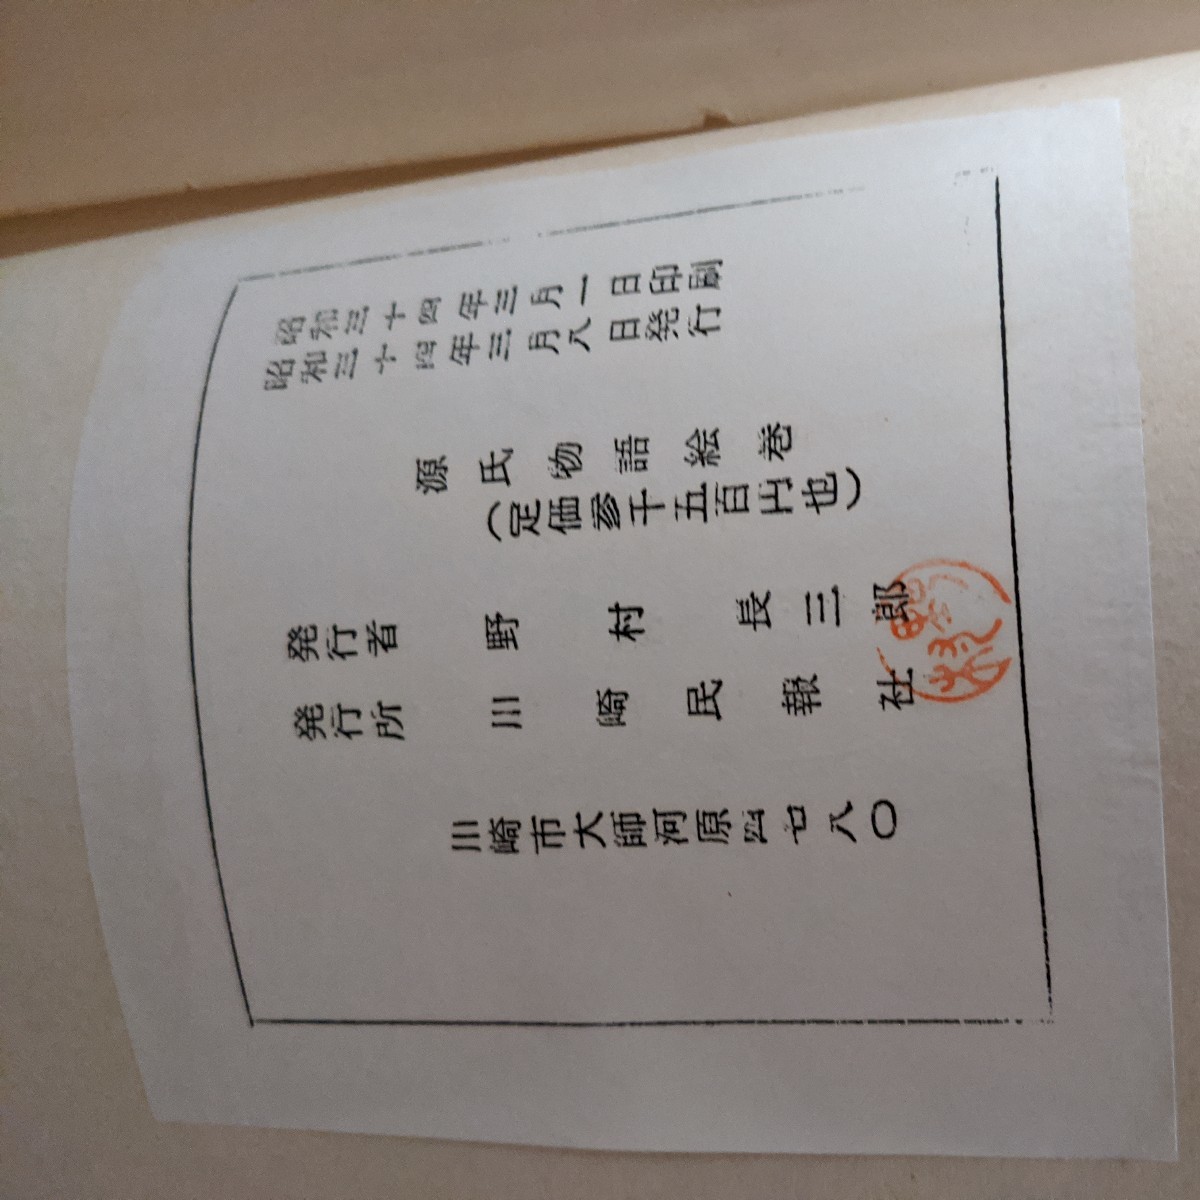 昭和三十四年三月一日印刷
昭和三十四年三月八日発行
源氏物語絵巻
(定価参千五百円也)
発行者 野村長三郎
発行所 川崎民報社
川崎市大師河原四七八〇